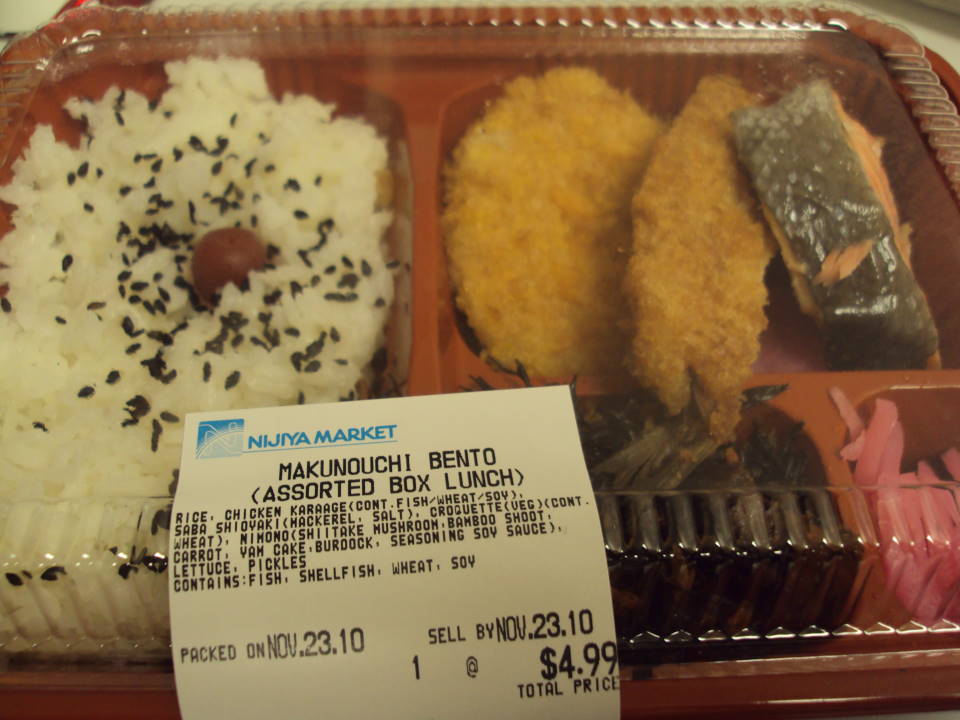 NIJIYA MARKET
MAKUNOUCHI BENTO
(ASSORTED BOX LUNCH)
RICE, CHICKEN KARAAGE(CONT.FISH/WHEAT/SOY),
SABA SHIOYAKI(MACKEREL, SALT), CROQUETTE(VEG)(CONT.
WHEAT), NIMONO(SHIITAKE MUSHROOM,BAMBOO SHOOT,
CARROT, YAM CAKE,BURDOCK, SEASONING SOY SAUCE),
LETTUCE, PICKLES
CONTAINS:FISH, SHELLFISH, WHEAT, SOY
PACKED ON NOV.23.10 SELL BY NOV.23.10
1 @ $4.99
TOTAL PRICE